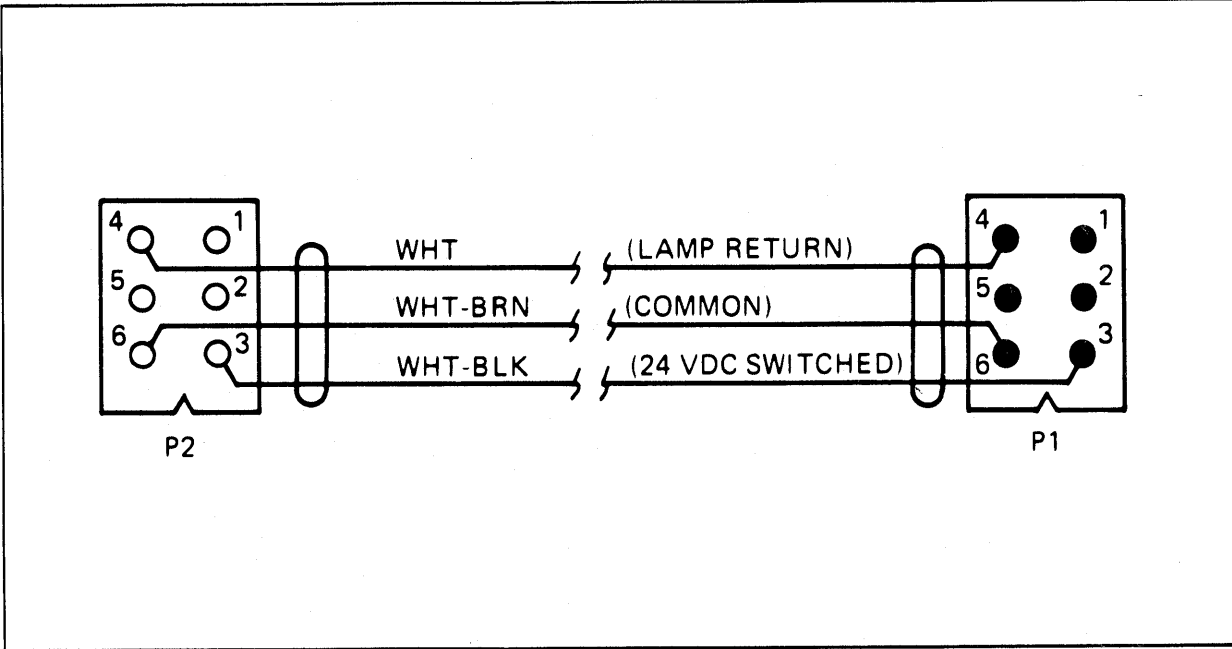 4 1
5 2
6 3
P2
WHT (LAMP RETURN)
WHT-BRN (COMMON)
WHT-BLK (24 VDC SWITCHED)
4 1
5 2
6 3
P1